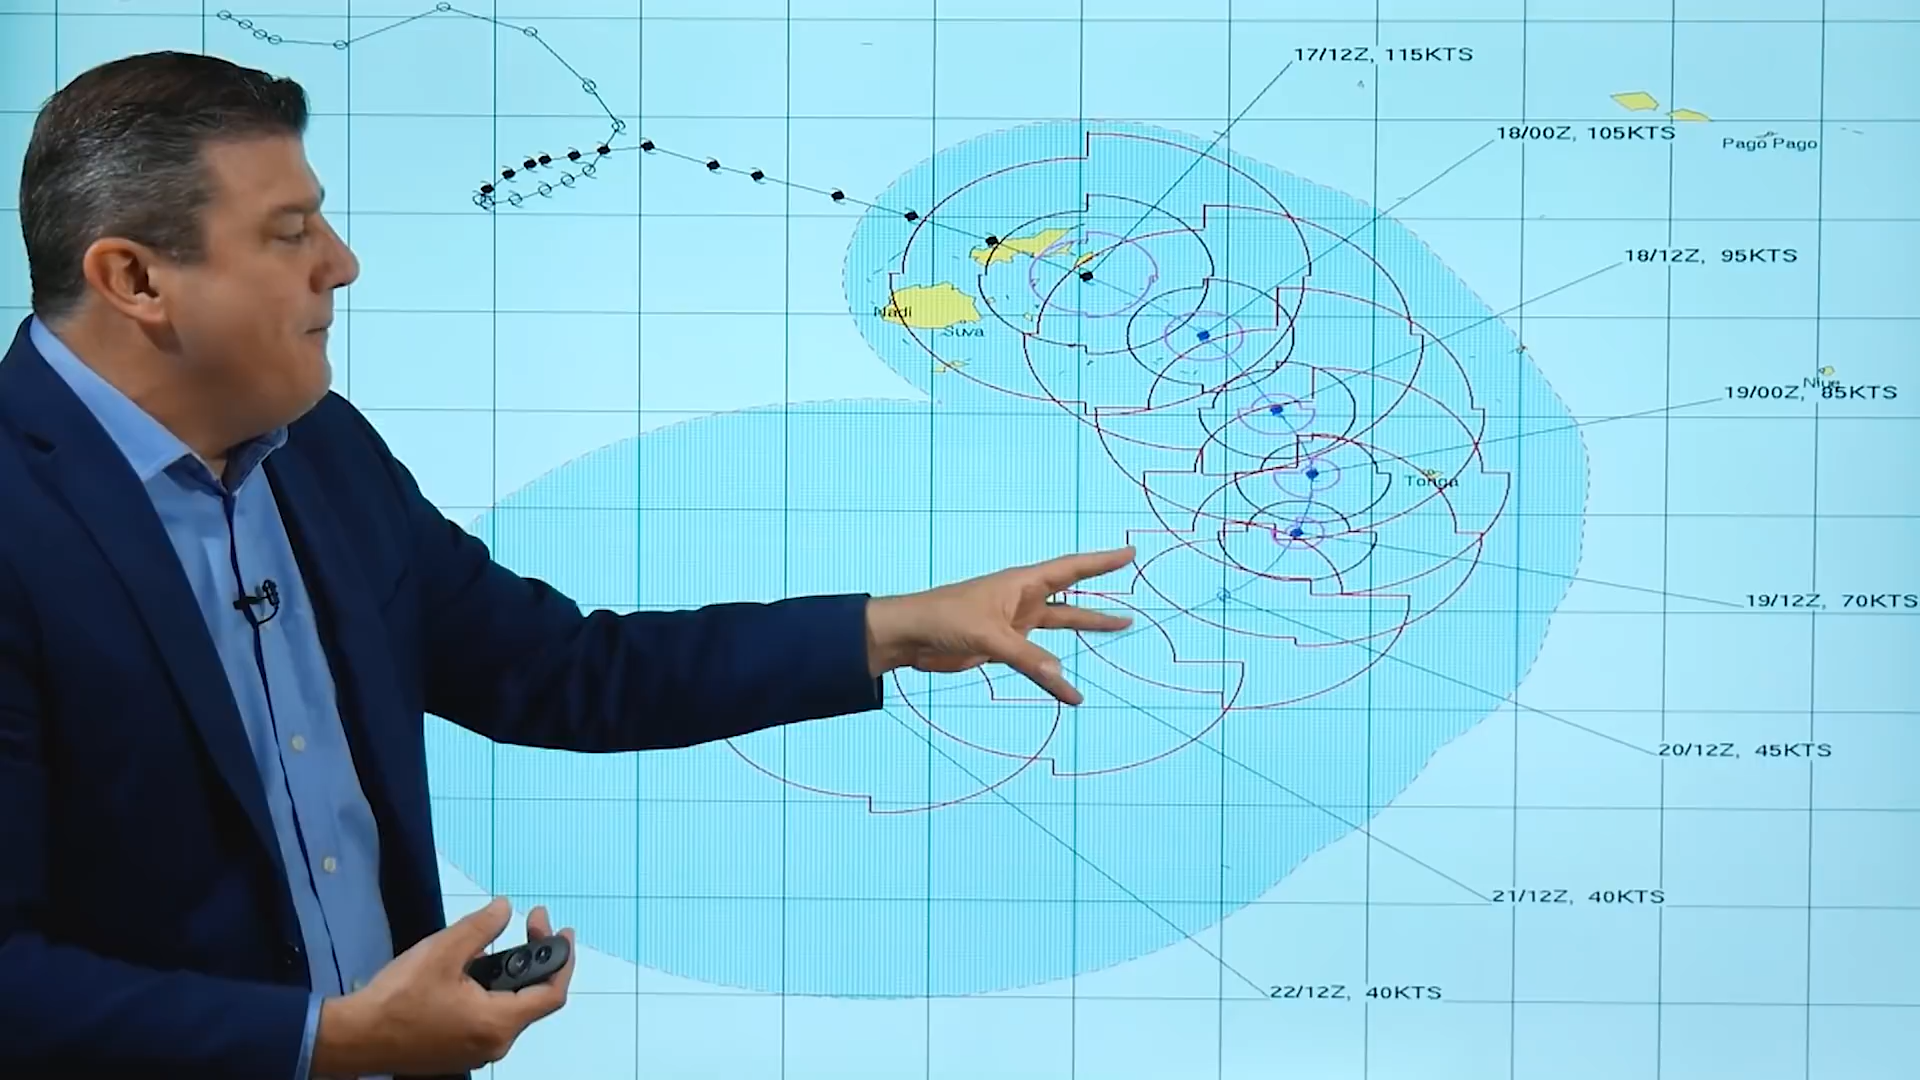 17/12Z, 115KTS
18/00Z, 105KTS
Pago Pago
18/12Z, 95KTS
Nadi
Suva
Niue
19/00Z, 85KTS
Tonga
19/12Z, 70KTS
20/12Z, 45KTS
21/12Z, 40KTS
22/12Z, 40KTS